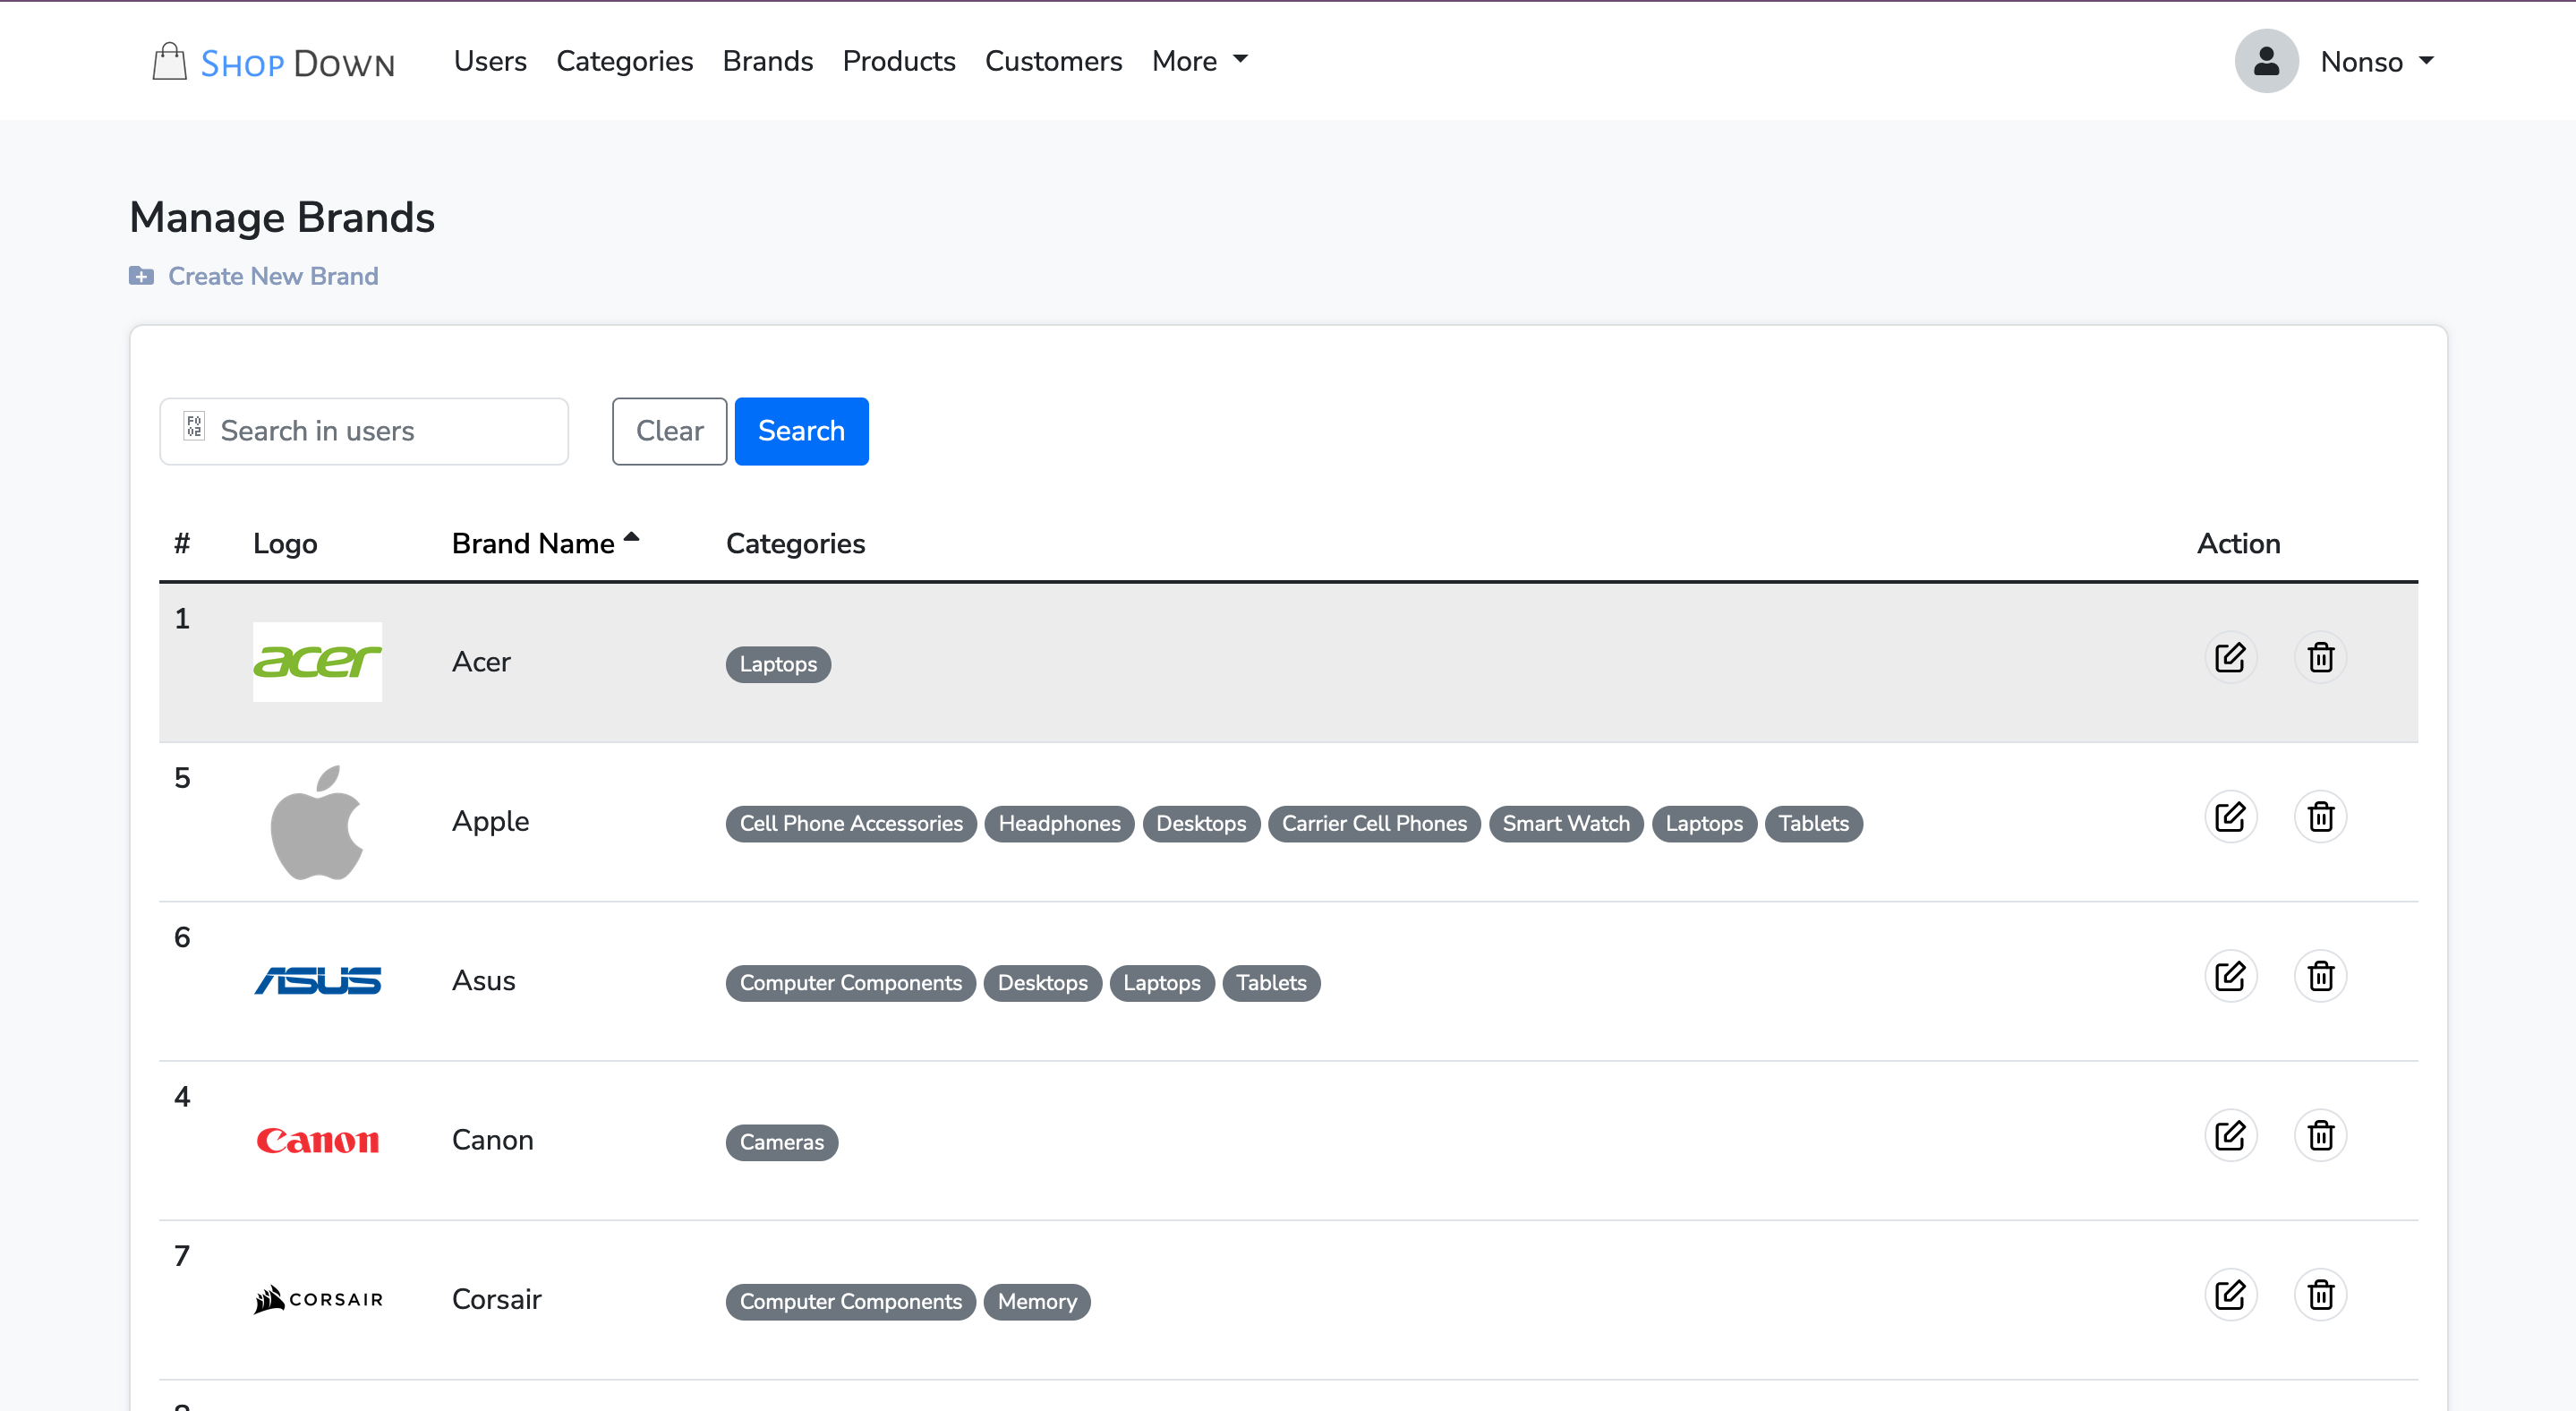 SHOP DOWN Users Categories Brands Products Customers More Nonso
Manage Brands
Create New Brand
F002 Search in users Clear Search
# Logo Brand Name Categories Action
1 acer Acer Laptops
5 Apple Cell Phone Accessories Headphones Desktops Carrier Cell Phones Smart Watch Laptops Tablets
6 ASUS Asus Computer Components Desktops Laptops Tablets
4 Canon Canon Cameras
7 CORSAIR Corsair Computer Components Memory